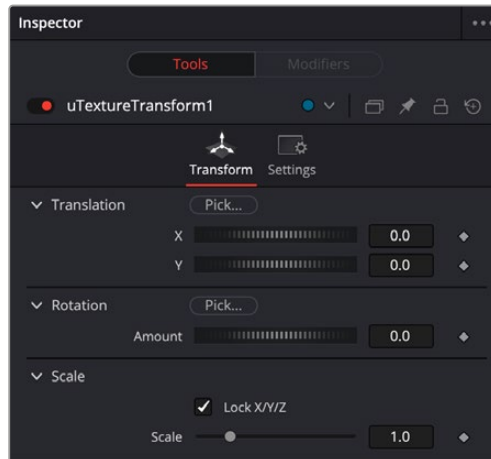 Inspector
Tools Modifiers
uTextureTransform1
Transform Settings
Translation Pick...
X 0.0
Y 0.0
Rotation Pick...
Amount 0.0
Scale
Lock X/Y/Z
Scale 1.0